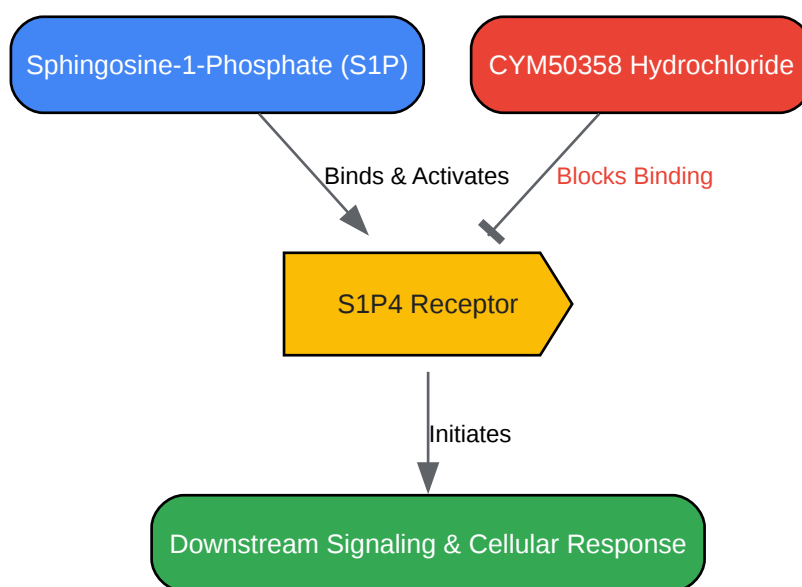 Sphingosine-1-Phosphate (S1P)
CYM50358 Hydrochloride
Binds & Activates
Blocks Binding
S1P4 Receptor
Initiates
Downstream Signaling & Cellular Response